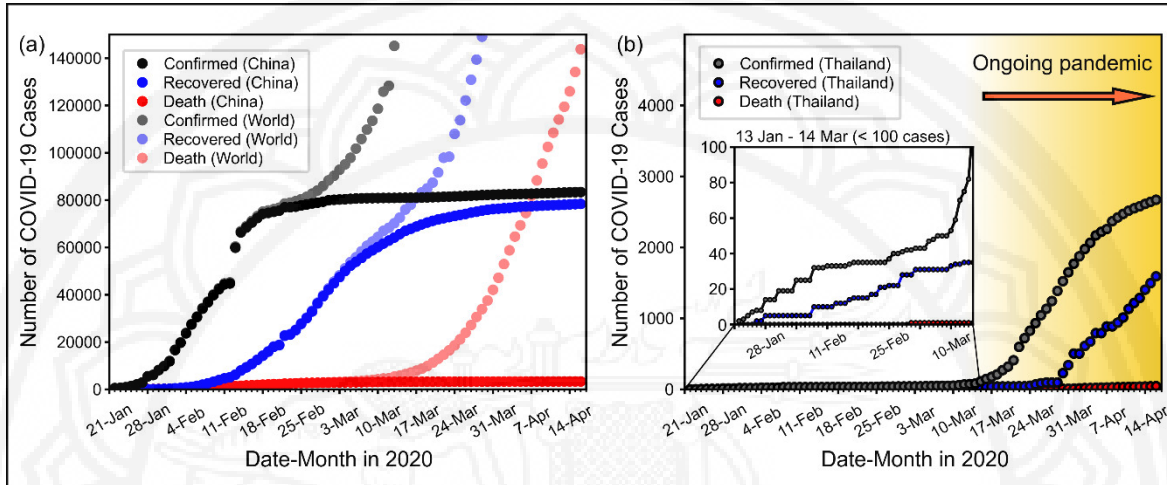 (a)
Confirmed (China)
Recovered (China)
Death (China)
Confirmed (World)
Recovered (World)
Death (World)
Number of COVID-19 Cases
140000
120000
100000
80000
60000
40000
20000
0
21-Jan
28-Jan
4-Feb
11-Feb
18-Feb
25-Feb
3-Mar
10-Mar
17-Mar
24-Mar
31-Mar
7-Apr
14-Apr
Date-Month in 2020
(b)
Confirmed (Thailand)
Recovered (Thailand)
Death (Thailand)
Ongoing pandemic
13 Jan - 14 Mar (< 100 cases)
100
80
60
40
20
0
28-Jan
11-Feb
25-Feb
10-Mar
Number of COVID-19 Cases
4000
3000
2000
1000
0
21-Jan
28-Jan
4-Feb
11-Feb
18-Feb
25-Feb
3-Mar
10-Mar
17-Mar
24-Mar
31-Mar
7-Apr
14-Apr
Date-Month in 2020